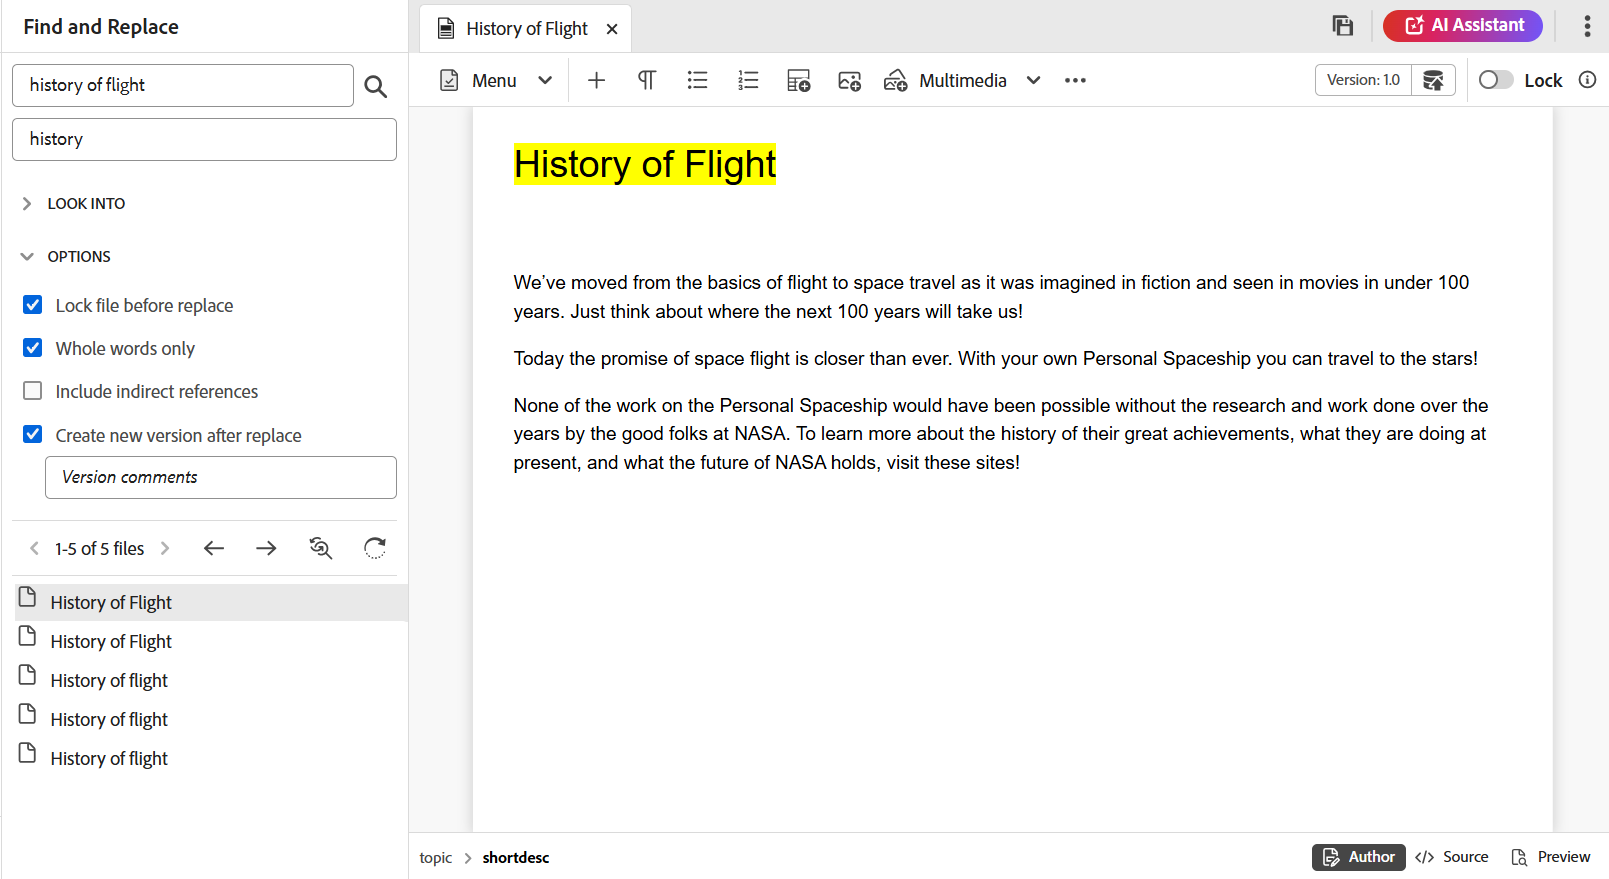 Find and Replace
history of flight
history
LOOK INTO
OPTIONS
Lock file before replace
Whole words only
Include indirect references
Create new version after replace
Version comments
1-5 of 5 files
History of Flight
History of Flight
History of flight
History of flight
History of flight
History of Flight
AI Assistant
Menu
Multimedia
Version: 1.0
Lock
History of Flight
We’ve moved from the basics of flight to space travel as it was imagined in fiction and seen in movies in under 100
years. Just think about where the next 100 years will take us!
Today the promise of space flight is closer than ever. With your own Personal Spaceship you can travel to the stars!
None of the work on the Personal Spaceship would have been possible without the research and work done over the
years by the good folks at NASA. To learn more about the history of their great achievements, what they are doing at
present, and what the future of NASA holds, visit these sites!
topic > shortdesc
Author
Source
Preview